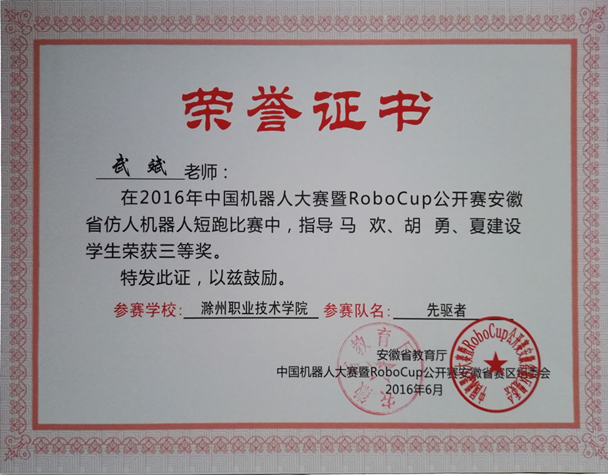 荣誉证书
武斌 老师：
在2016年中国机器人大赛暨RoboCup公开赛安徽
省仿人机器人短跑比赛中，指导 马 欢、胡 勇、夏建设
学生荣获三等奖。
特发此证，以兹鼓励。
参赛学校：滁州职业技术学院 参赛队名：先驱者
安徽省教育厅
中国机器人大赛暨RoboCup公开赛安徽省赛区组委会
2016年6月